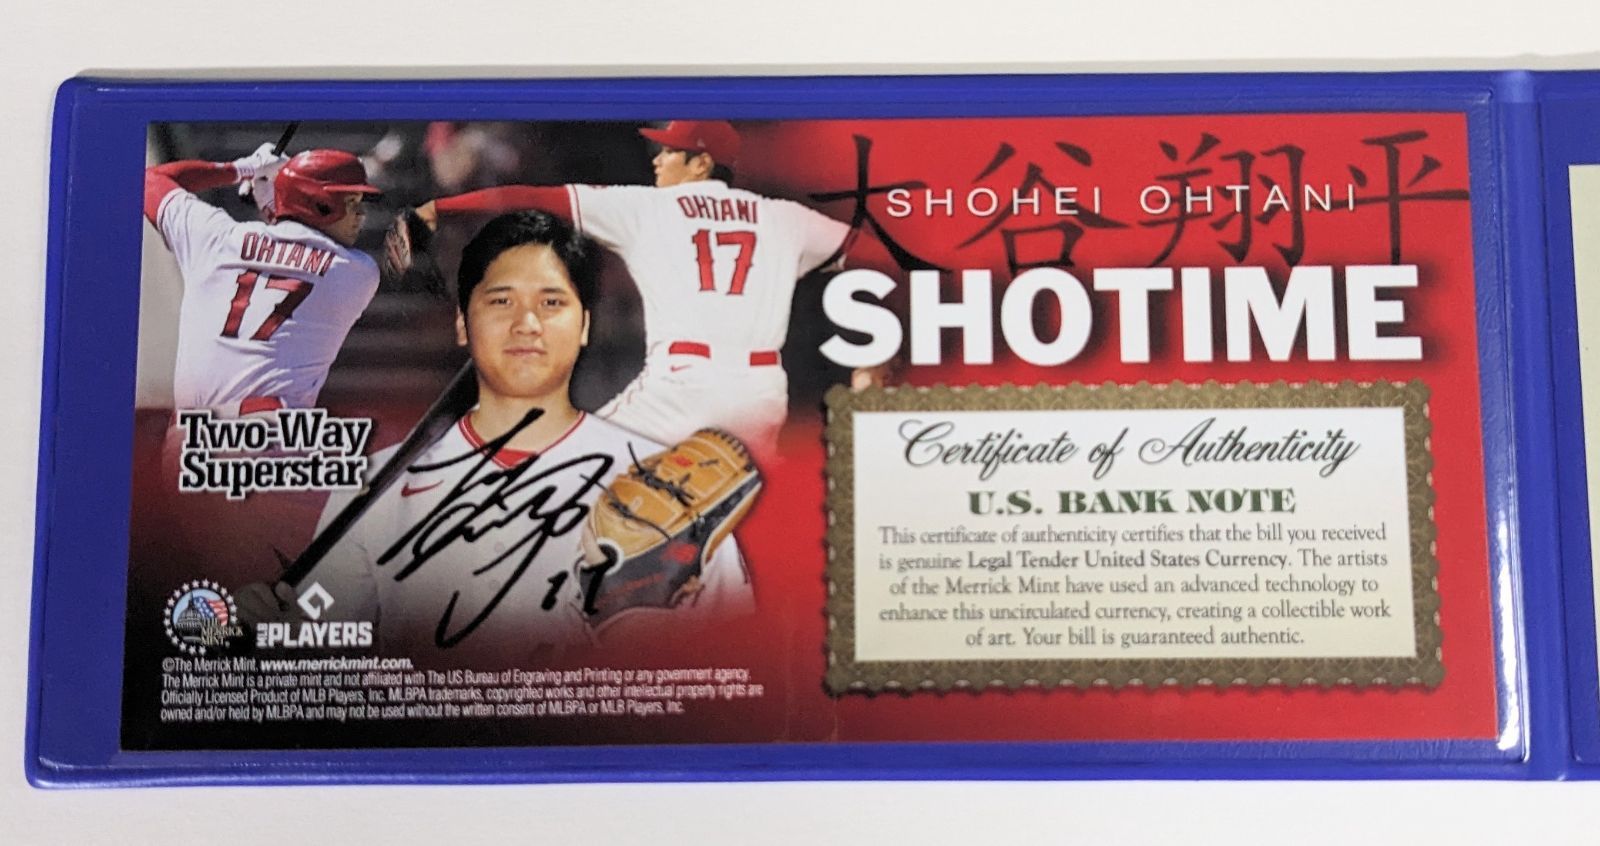 OHTANI
17
OHTANI
17
大谷翔平
SHOHEI OHTANI
SHOTIME
Two-Way
Superstar
17
THE
MERRICK
MINT
MLB
PLAYERS
©The Merrick Mint. www.merrickmint.com.
The Merrick Mint is a private mint and not affiliated with The US Bureau of Engraving and Printing or any government agency.
Officially Licensed Product of MLB Players, Inc. MLBPA trademarks, copyrighted works and other intellectual property rights are
owned and/or held by MLBPA and may not be used without the written consent of MLBPA or MLB Players, Inc.
Certificate of Authenticity
U.S. BANK NOTE
This certificate of authenticity certifies that the bill you received
is genuine Legal Tender United States Currency. The artists
of the Merrick Mint have used an advanced technology to
enhance this uncirculated currency, creating a collectible work
of art. Your bill is guaranteed authentic.